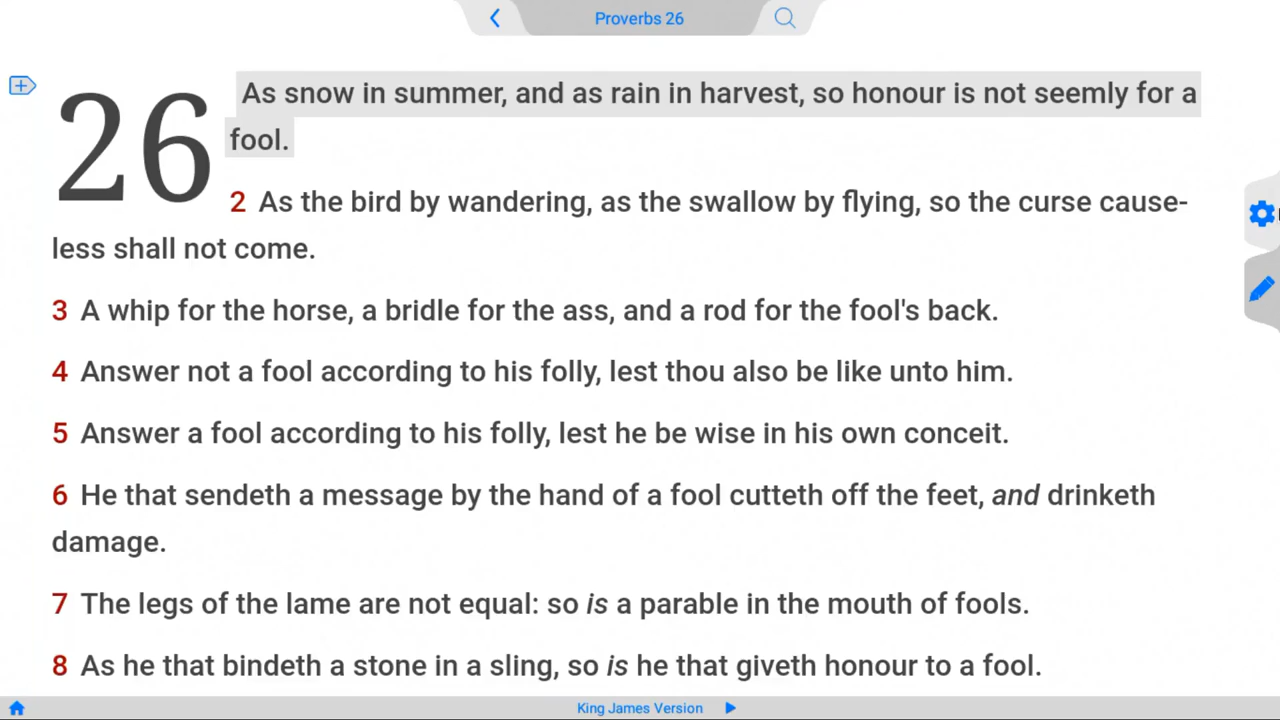 Proverbs 26
26 As snow in summer, and as rain in harvest, so honour is not seemly for a
fool.
2 As the bird by wandering, as the swallow by flying, so the curse cause-
less shall not come.
3 A whip for the horse, a bridle for the ass, and a rod for the fool's back.
4 Answer not a fool according to his folly, lest thou also be like unto him.
5 Answer a fool according to his folly, lest he be wise in his own conceit.
6 He that sendeth a message by the hand of a fool cutteth off the feet, and drinketh
damage.
7 The legs of the lame are not equal: so is a parable in the mouth of fools.
8 As he that bindeth a stone in a sling, so is he that giveth honour to a fool.
King James Version